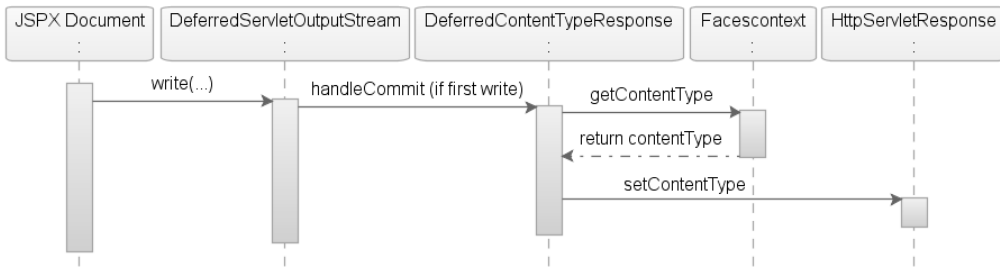 JSPX Document
:
DeferredServletOutputStream
:
DeferredContentTypeResponse
:
Facescontext
:
HttpServletResponse
:
write(...)
handleCommit (if first write)
getContentType
return contentType
setContentType